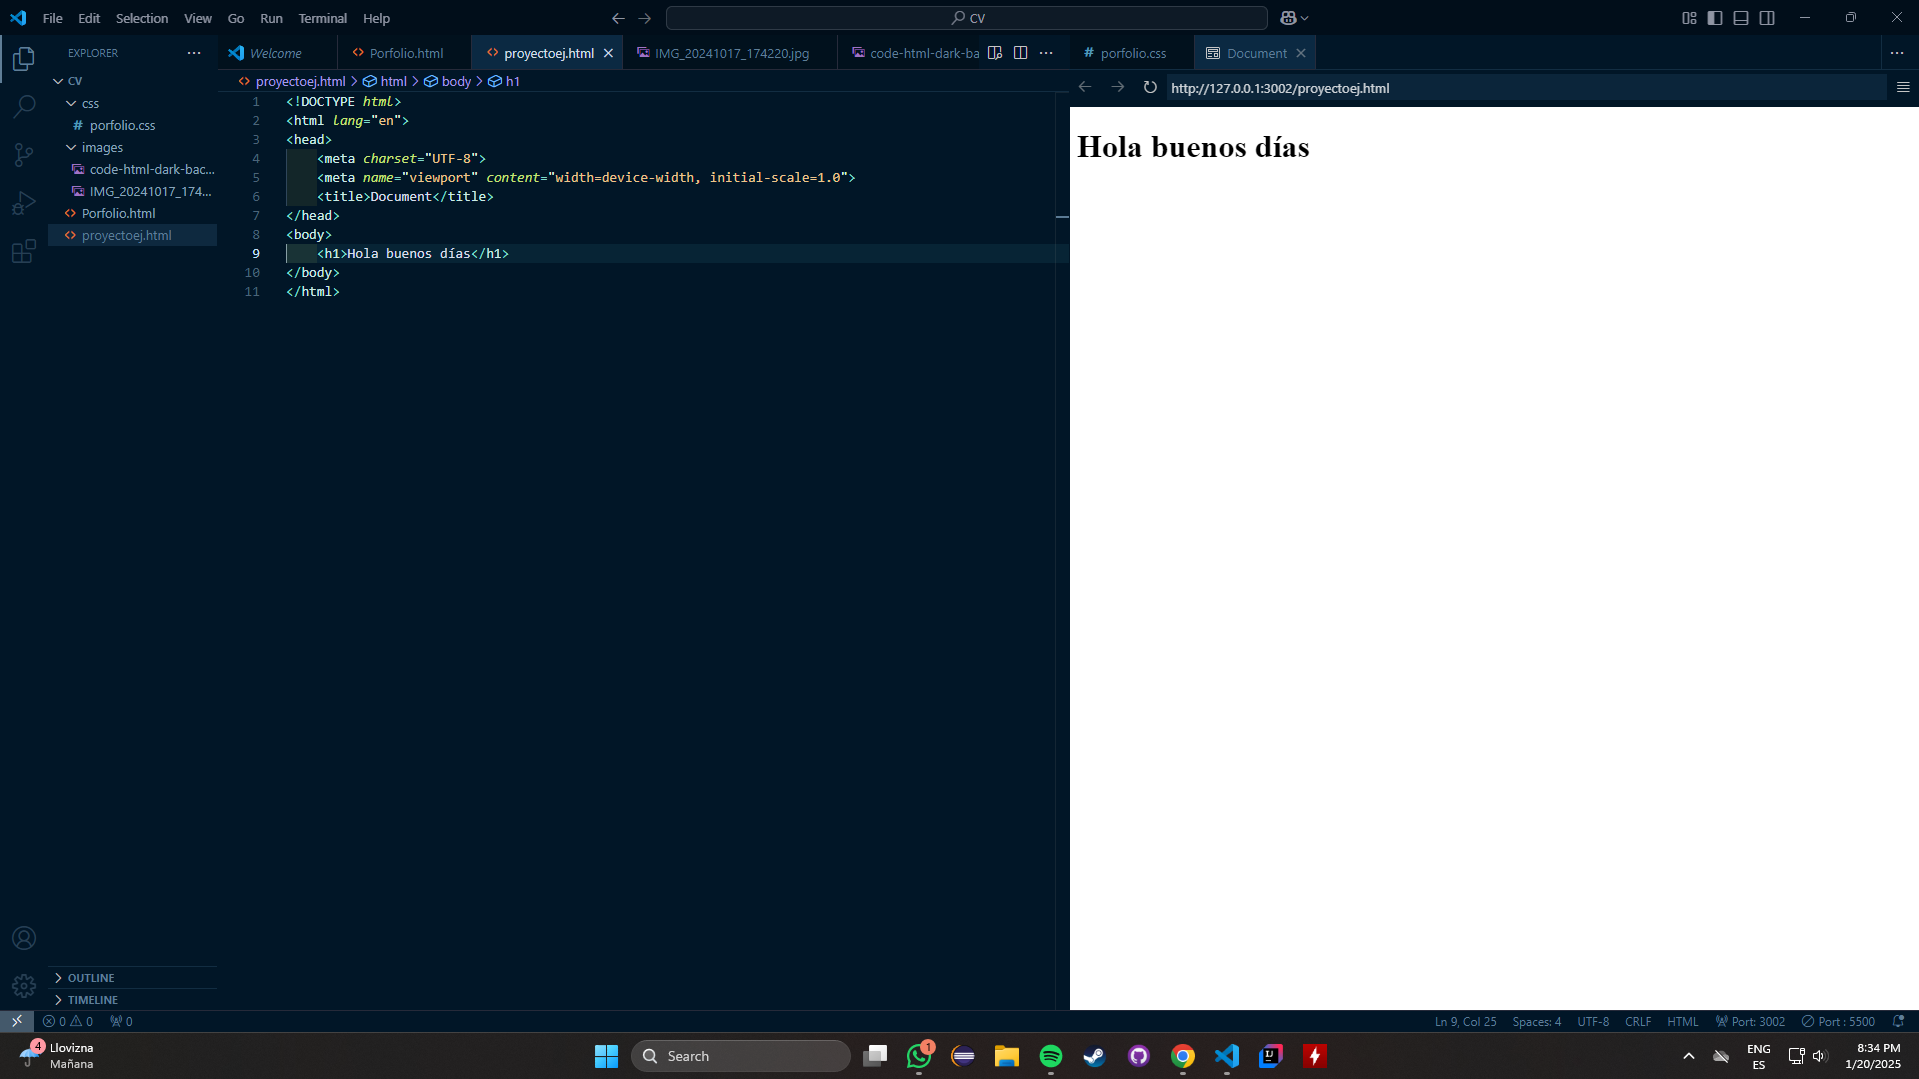 File Edit Selection View Go Run Terminal Help
CV
EXPLORER
CV
css
porfolio.css
images
code-html-dark-bac...
IMG_20241017_174...
Porfolio.html
proyectoej.html
OUTLINE
TIMELINE
Welcome
Porfolio.html
proyectoej.html
IMG_20241017_174220.jpg
code-html-dark-ba
porfolio.css
Document
proyectoej.html > html > body > h1
1 <!DOCTYPE html>
2 <html lang="en">
3 <head>
4 <meta charset="UTF-8">
5 <meta name="viewport" content="width=device-width, initial-scale=1.0">
6 <title>Document</title>
7 </head>
8 <body>
9 <h1>Hola buenos días</h1>
10 </body>
11 </html>
http://127.0.0.1:3002/proyectoej.html
Hola buenos días
0 0 0
Ln 9, Col 25 Spaces: 4 UTF-8 CRLF HTML Port: 3002 Port : 5500
4
Llovizna
Mañana
Search
1
IJ
ENG
ES
8:34 PM
1/20/2025